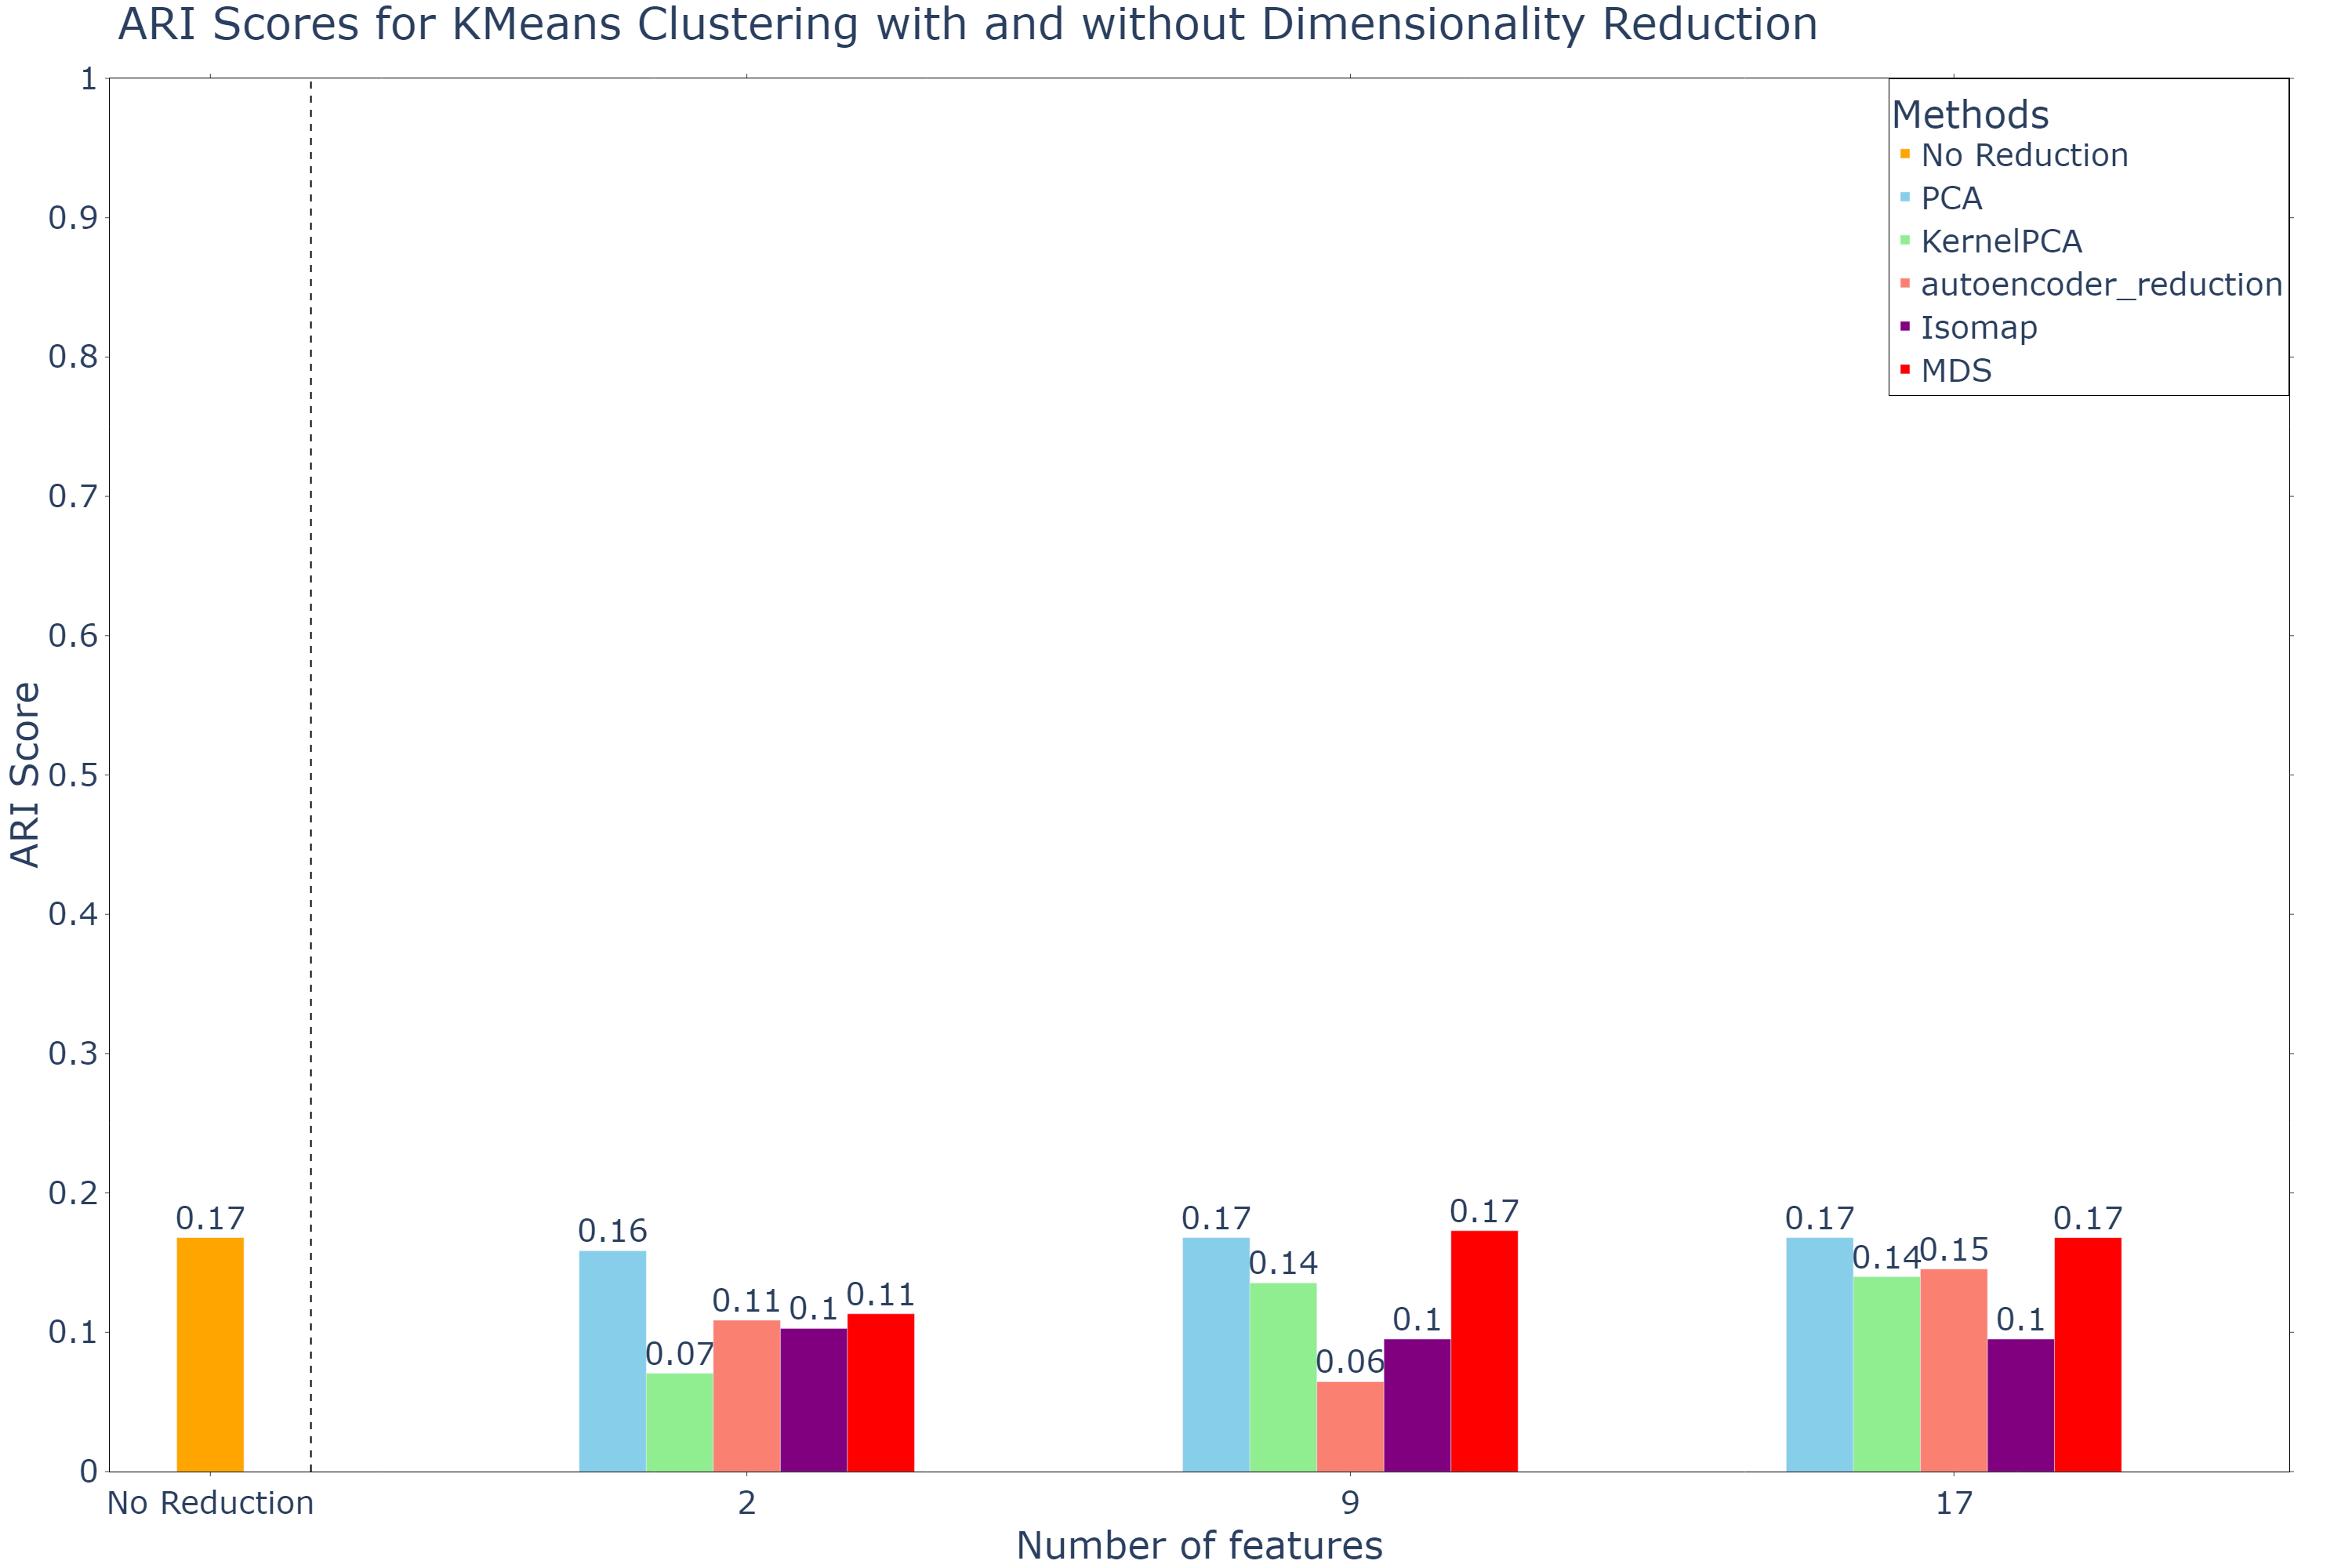 ARI Scores for KMeans Clustering with and without Dimensionality Reduction
Methods
No Reduction
PCA
KernelPCA
autoencoder_reduction
Isomap
MDS
ARI Score
1
0.9
0.8
0.7
0.6
0.5
0.4
0.3
0.2
0.1
0
0.17
0.16
0.07
0.11
0.1
0.11
0.17
0.14
0.06
0.1
0.17
0.17
0.14
0.15
0.1
0.17
No Reduction
2
9
17
Number of features